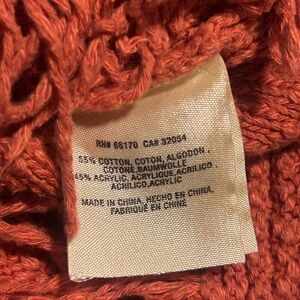 RN# 66170 CA# 32054
55% COTTON, COTON, ALGODON,
COTONE, BAUMWOLLE
45% ACRYLIC, ACRYLIQUE, ACRILICO,
ACRILICO, ACRYLIC
MADE IN CHINA, HECHO EN CHINA,
FABRIQUÉ EN CHINE